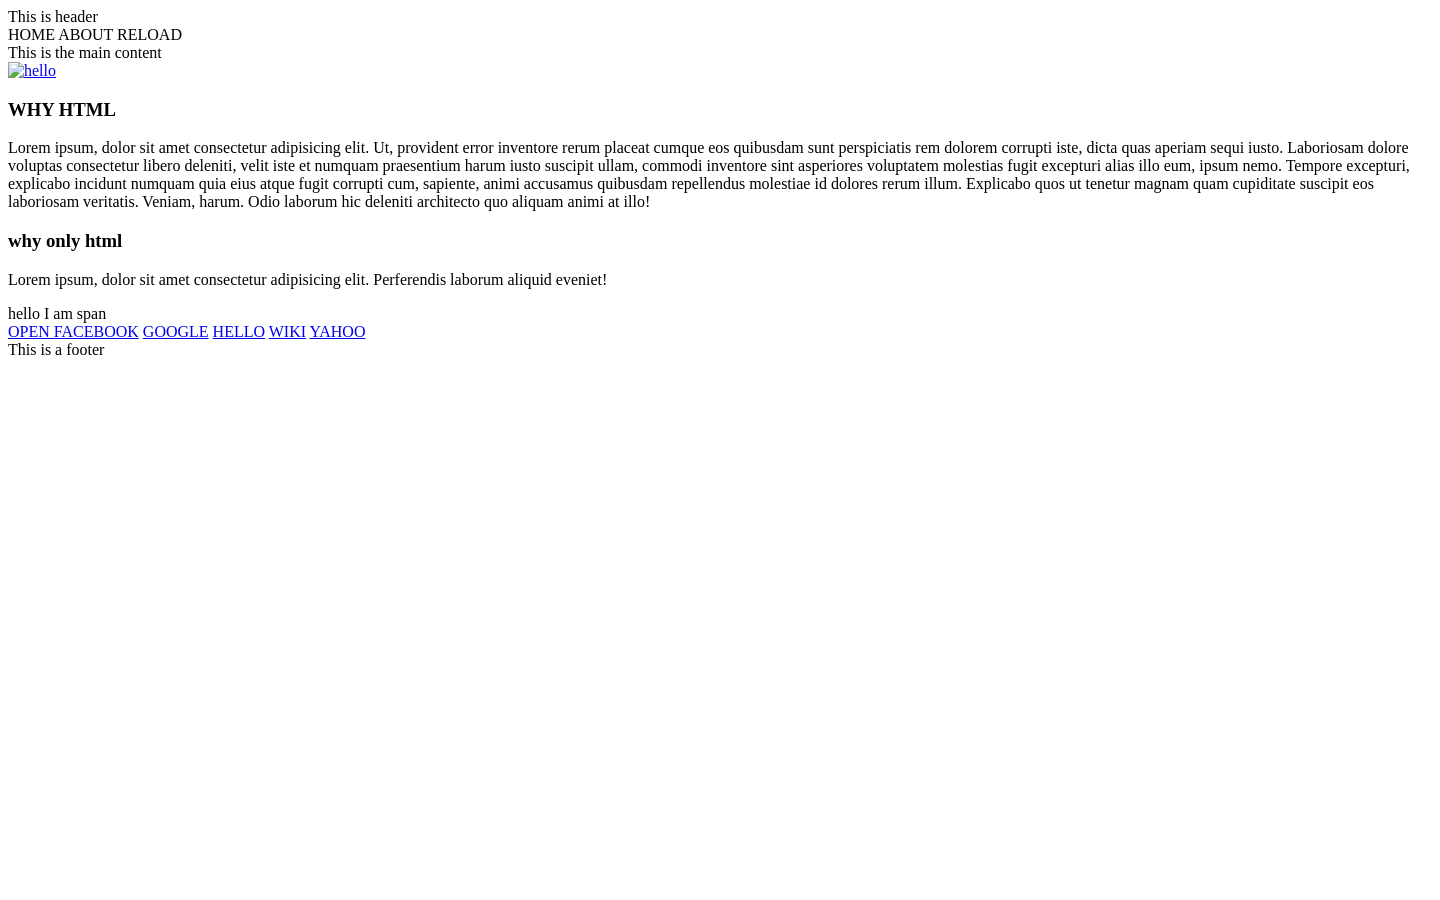 This is header
HOME ABOUT RELOAD
This is the main content
hello
WHY HTML
Lorem ipsum, dolor sit amet consectetur adipisicing elit. Ut, provident error inventore rerum placeat cumque eos quibusdam sunt perspiciatis rem dolorem corrupti iste, dicta quas aperiam sequi iusto. Laboriosam dolore
voluptas consectetur libero deleniti, velit iste et numquam praesentium harum iusto suscipit ullam, commodi inventore sint asperiores voluptatem molestias fugit excepturi alias illo eum, ipsum nemo. Tempore excepturi,
explicabo incidunt numquam quia eius atque fugit corrupti cum, sapiente, animi accusamus quibusdam repellendus molestiae id dolores rerum illum. Explicabo quos ut tenetur magnam quam cupiditate suscipit eos
laboriosam veritatis. Veniam, harum. Odio laborum hic deleniti architecto quo aliquam animi at illo!
why only html
Lorem ipsum, dolor sit amet consectetur adipisicing elit. Perferendis laborum aliquid eveniet!
hello I am span
OPEN FACEBOOK GOOGLE HELLO WIKI YAHOO
This is a footer